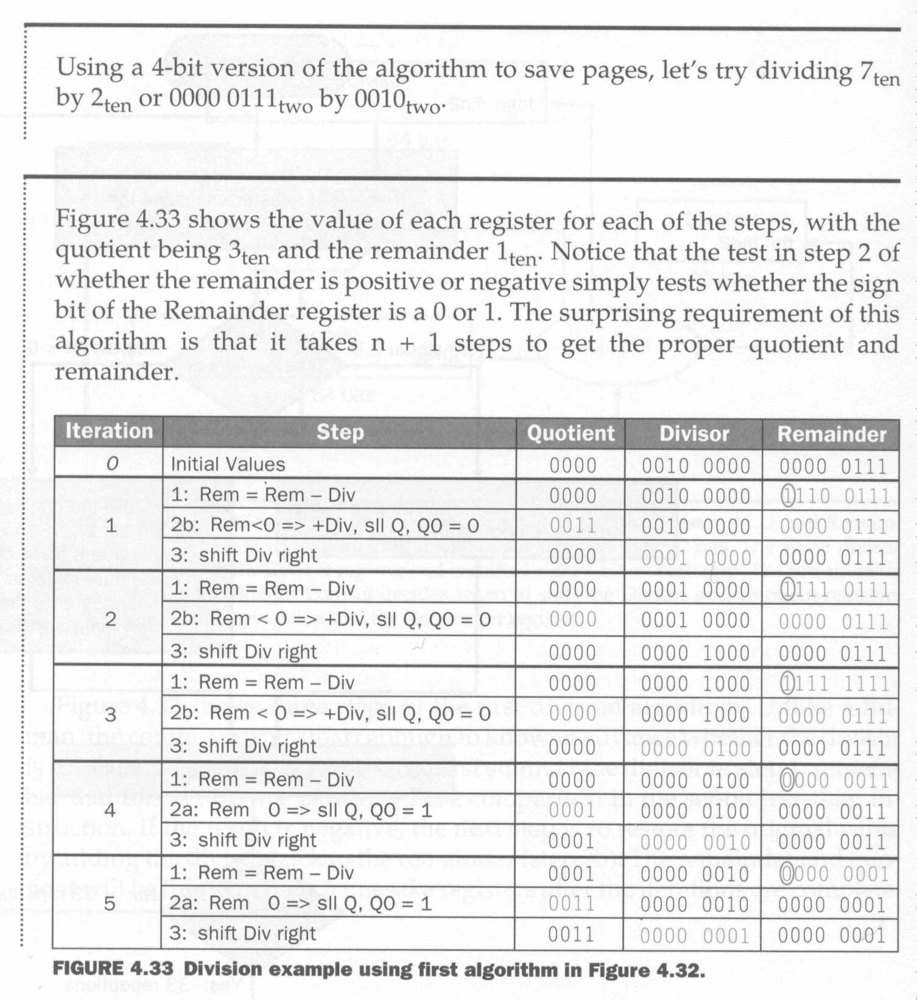 Using a 4-bit version of the algorithm to save pages, let's try dividing 7ten
by 2ten or 0000 0111two by 0010two.
Figure 4.33 shows the value of each register for each of the steps, with the
quotient being 3ten and the remainder 1ten. Notice that the test in step 2 of
whether the remainder is positive or negative simply tests whether the sign
bit of the Remainder register is a 0 or 1. The surprising requirement of this
algorithm is that it takes n + 1 steps to get the proper quotient and
remainder.
Iteration Step Quotient Divisor Remainder
0 Initial Values 0000 0010 0000 0000 0111
1: Rem = Rem – Div 0000 0010 0000 1110 0111
1 2b: Rem<0 => +Div, sll Q, Q0 = 0 0011 0010 0000 0000 0111
3: shift Div right 0000 0001 0000 0000 0111
1: Rem = Rem – Div 0000 0001 0000 1111 0111
2 2b: Rem < 0 => +Div, sll Q, Q0 = 0 0000 0001 0000 0000 0111
3: shift Div right 0000 0000 1000 0000 0111
1: Rem = Rem – Div 0000 0000 1000 1111 1111
3 2b: Rem < 0 => +Div, sll Q, Q0 = 0 0000 0000 1000 0000 0111
3: shift Div right 0000 0000 0100 0000 0111
1: Rem = Rem – Div 0000 0000 0100 0000 0011
4 2a: Rem 0 => sll Q, Q0 = 1 0001 0000 0100 0000 0011
3: shift Div right 0001 0000 0010 0000 0011
1: Rem = Rem – Div 0001 0000 0010 0000 0001
5 2a: Rem 0 => sll Q, Q0 = 1 0011 0000 0010 0000 0001
3: shift Div right 0011 0000 0001 0000 0001
FIGURE 4.33 Division example using first algorithm in Figure 4.32.